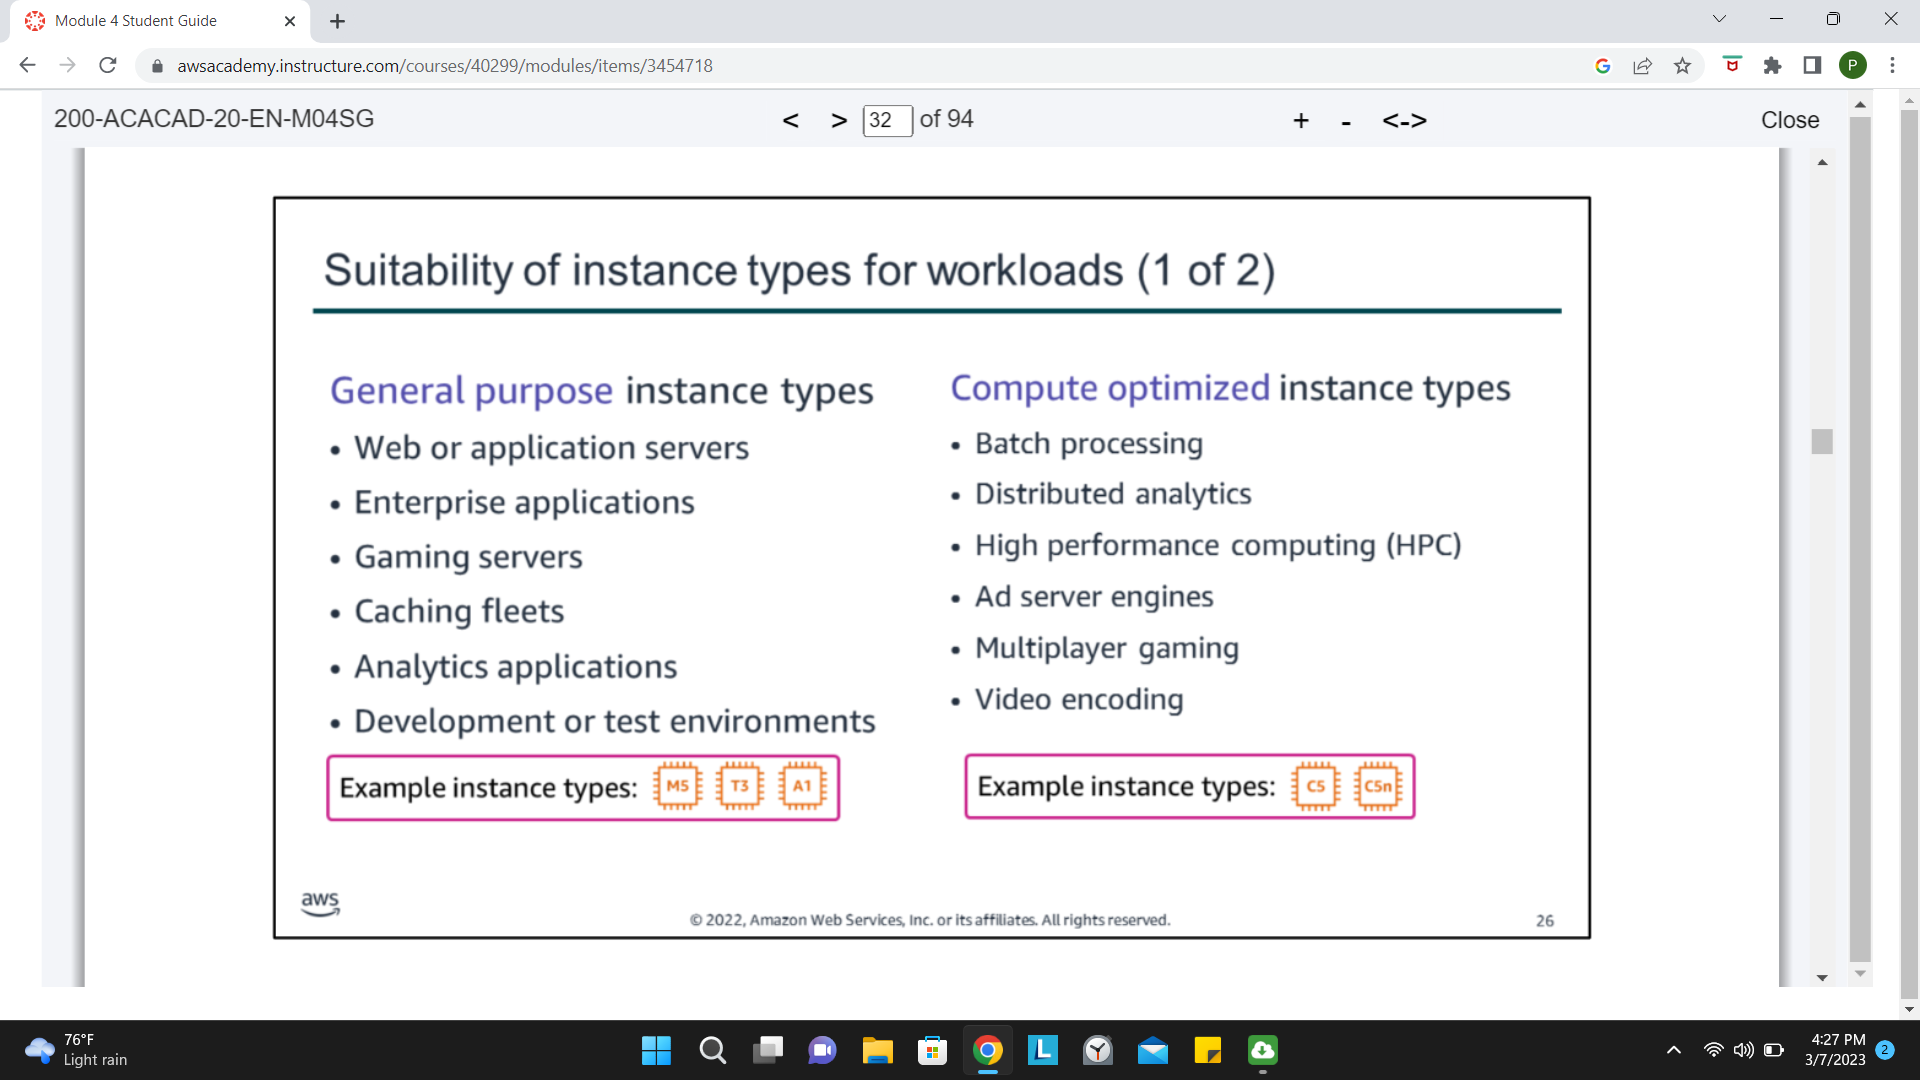 Module 4 Student Guide
awsacademy.instructure.com/courses/40299/modules/items/3454718
G
P
200-ACACAD-20-EN-M04SG
< > 32 of 94
+ - <-> Close
Suitability of instance types for workloads (1 of 2)
General purpose instance types
• Web or application servers
• Enterprise applications
• Gaming servers
• Caching fleets
• Analytics applications
• Development or test environments
Example instance types: M5 T3 A1
Compute optimized instance types
• Batch processing
• Distributed analytics
• High performance computing (HPC)
• Ad server engines
• Multiplayer gaming
• Video encoding
Example instance types: C5 C5n
aws
© 2022, Amazon Web Services, Inc. or its affiliates. All rights reserved.
26
76°F
Light rain
L
4:27 PM
3/7/2023
2